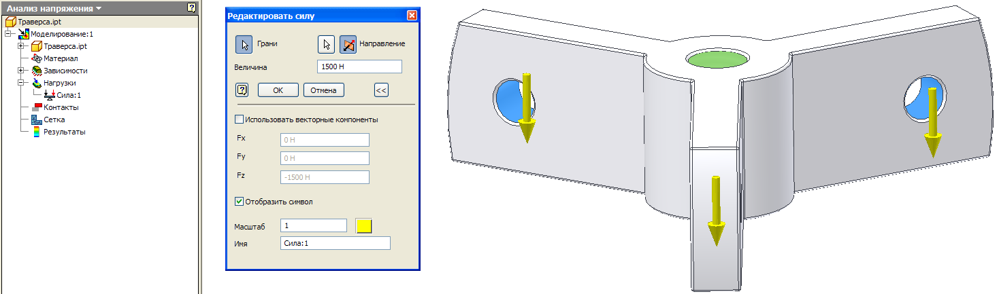 Анализ напряжения
Траверса.ipt
Моделирование:1
Траверса.ipt
Материал
Зависимости
Нагрузки
Сила:1
Контакты
Сетка
Результаты
Редактировать силу
Грани
Направление
Величина
1500 Н
?
OK
Отмена
<<
Использовать векторные компоненты
Fx
0 Н
Fy
0 Н
Fz
-1500 Н
Отобразить символ
Масштаб
1
Имя
Сила:1